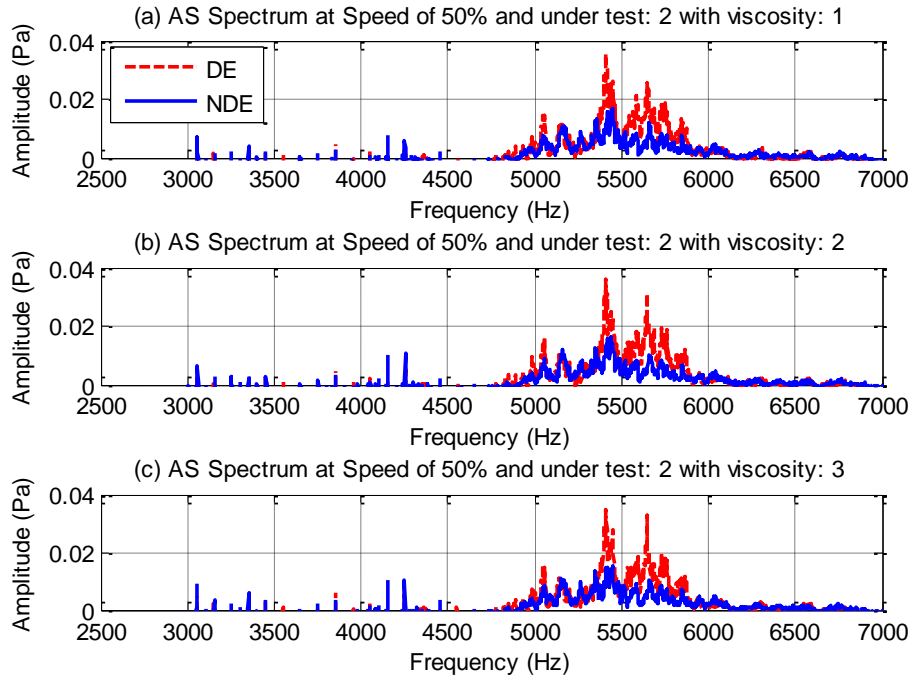 (a) AS Spectrum at Speed of 50% and under test: 2 with viscosity: 1
Amplitude (Pa)
0.04
0.02
0
DE
NDE
2500 3000 3500 4000 4500 5000 5500 6000 6500 7000
Frequency (Hz)
(b) AS Spectrum at Speed of 50% and under test: 2 with viscosity: 2
Amplitude (Pa)
0.04
0.02
0
2500 3000 3500 4000 4500 5000 5500 6000 6500 7000
Frequency (Hz)
(c) AS Spectrum at Speed of 50% and under test: 2 with viscosity: 3
Amplitude (Pa)
0.04
0.02
0
2500 3000 3500 4000 4500 5000 5500 6000 6500 7000
Frequency (Hz)